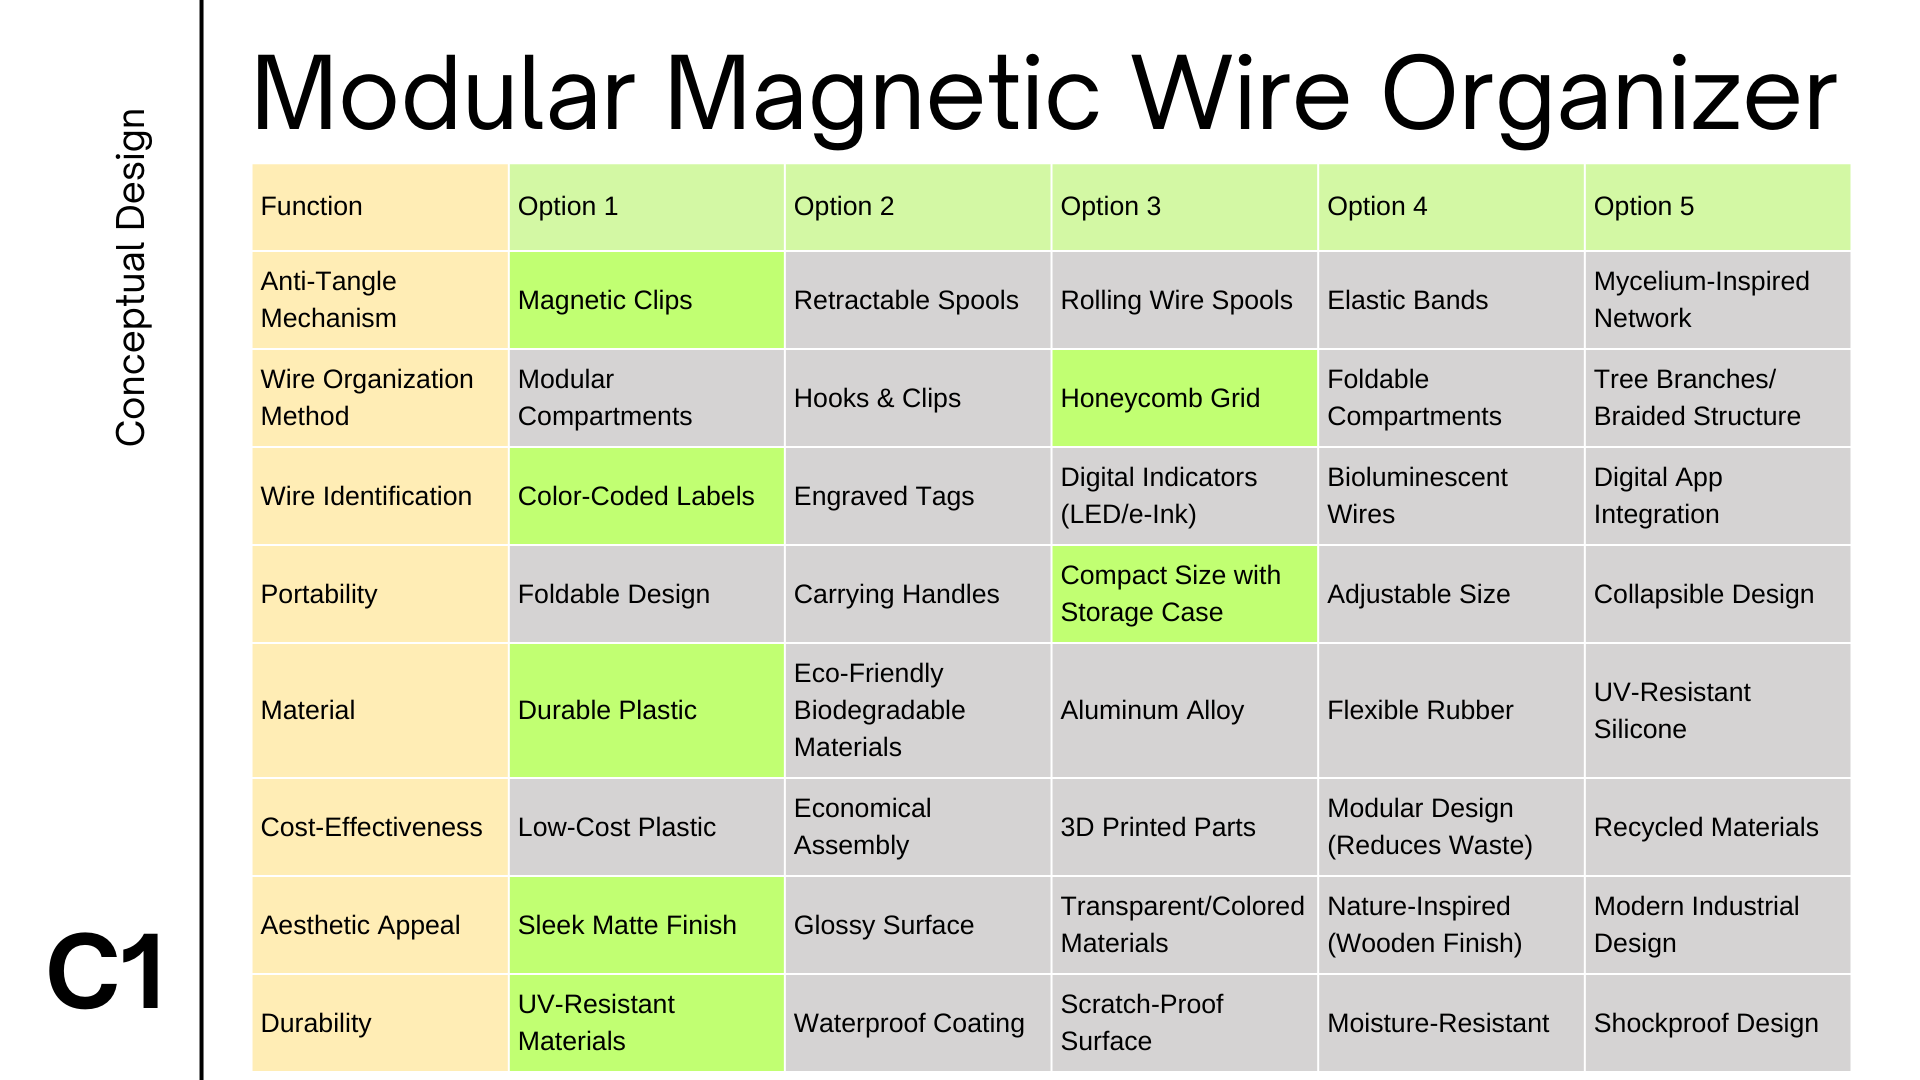 Conceptual Design
C1
Modular Magnetic Wire Organizer
Function
Option 1
Option 2
Option 3
Option 4
Option 5
Anti-Tangle
Mechanism
Magnetic Clips
Retractable Spools
Rolling Wire Spools
Elastic Bands
Mycelium-Inspired
Network
Wire Organization
Method
Modular
Compartments
Hooks & Clips
Honeycomb Grid
Foldable
Compartments
Tree Branches/
Braided Structure
Wire Identification
Color-Coded Labels
Engraved Tags
Digital Indicators
(LED/e-Ink)
Bioluminescent
Wires
Digital App
Integration
Portability
Foldable Design
Carrying Handles
Compact Size with
Storage Case
Adjustable Size
Collapsible Design
Material
Durable Plastic
Eco-Friendly
Biodegradable
Materials
Aluminum Alloy
Flexible Rubber
UV-Resistant
Silicone
Cost-Effectiveness
Low-Cost Plastic
Economical
Assembly
3D Printed Parts
Modular Design
(Reduces Waste)
Recycled Materials
Aesthetic Appeal
Sleek Matte Finish
Glossy Surface
Transparent/Colored
Materials
Nature-Inspired
(Wooden Finish)
Modern Industrial
Design
Durability
UV-Resistant
Materials
Waterproof Coating
Scratch-Proof
Surface
Moisture-Resistant
Shockproof Design